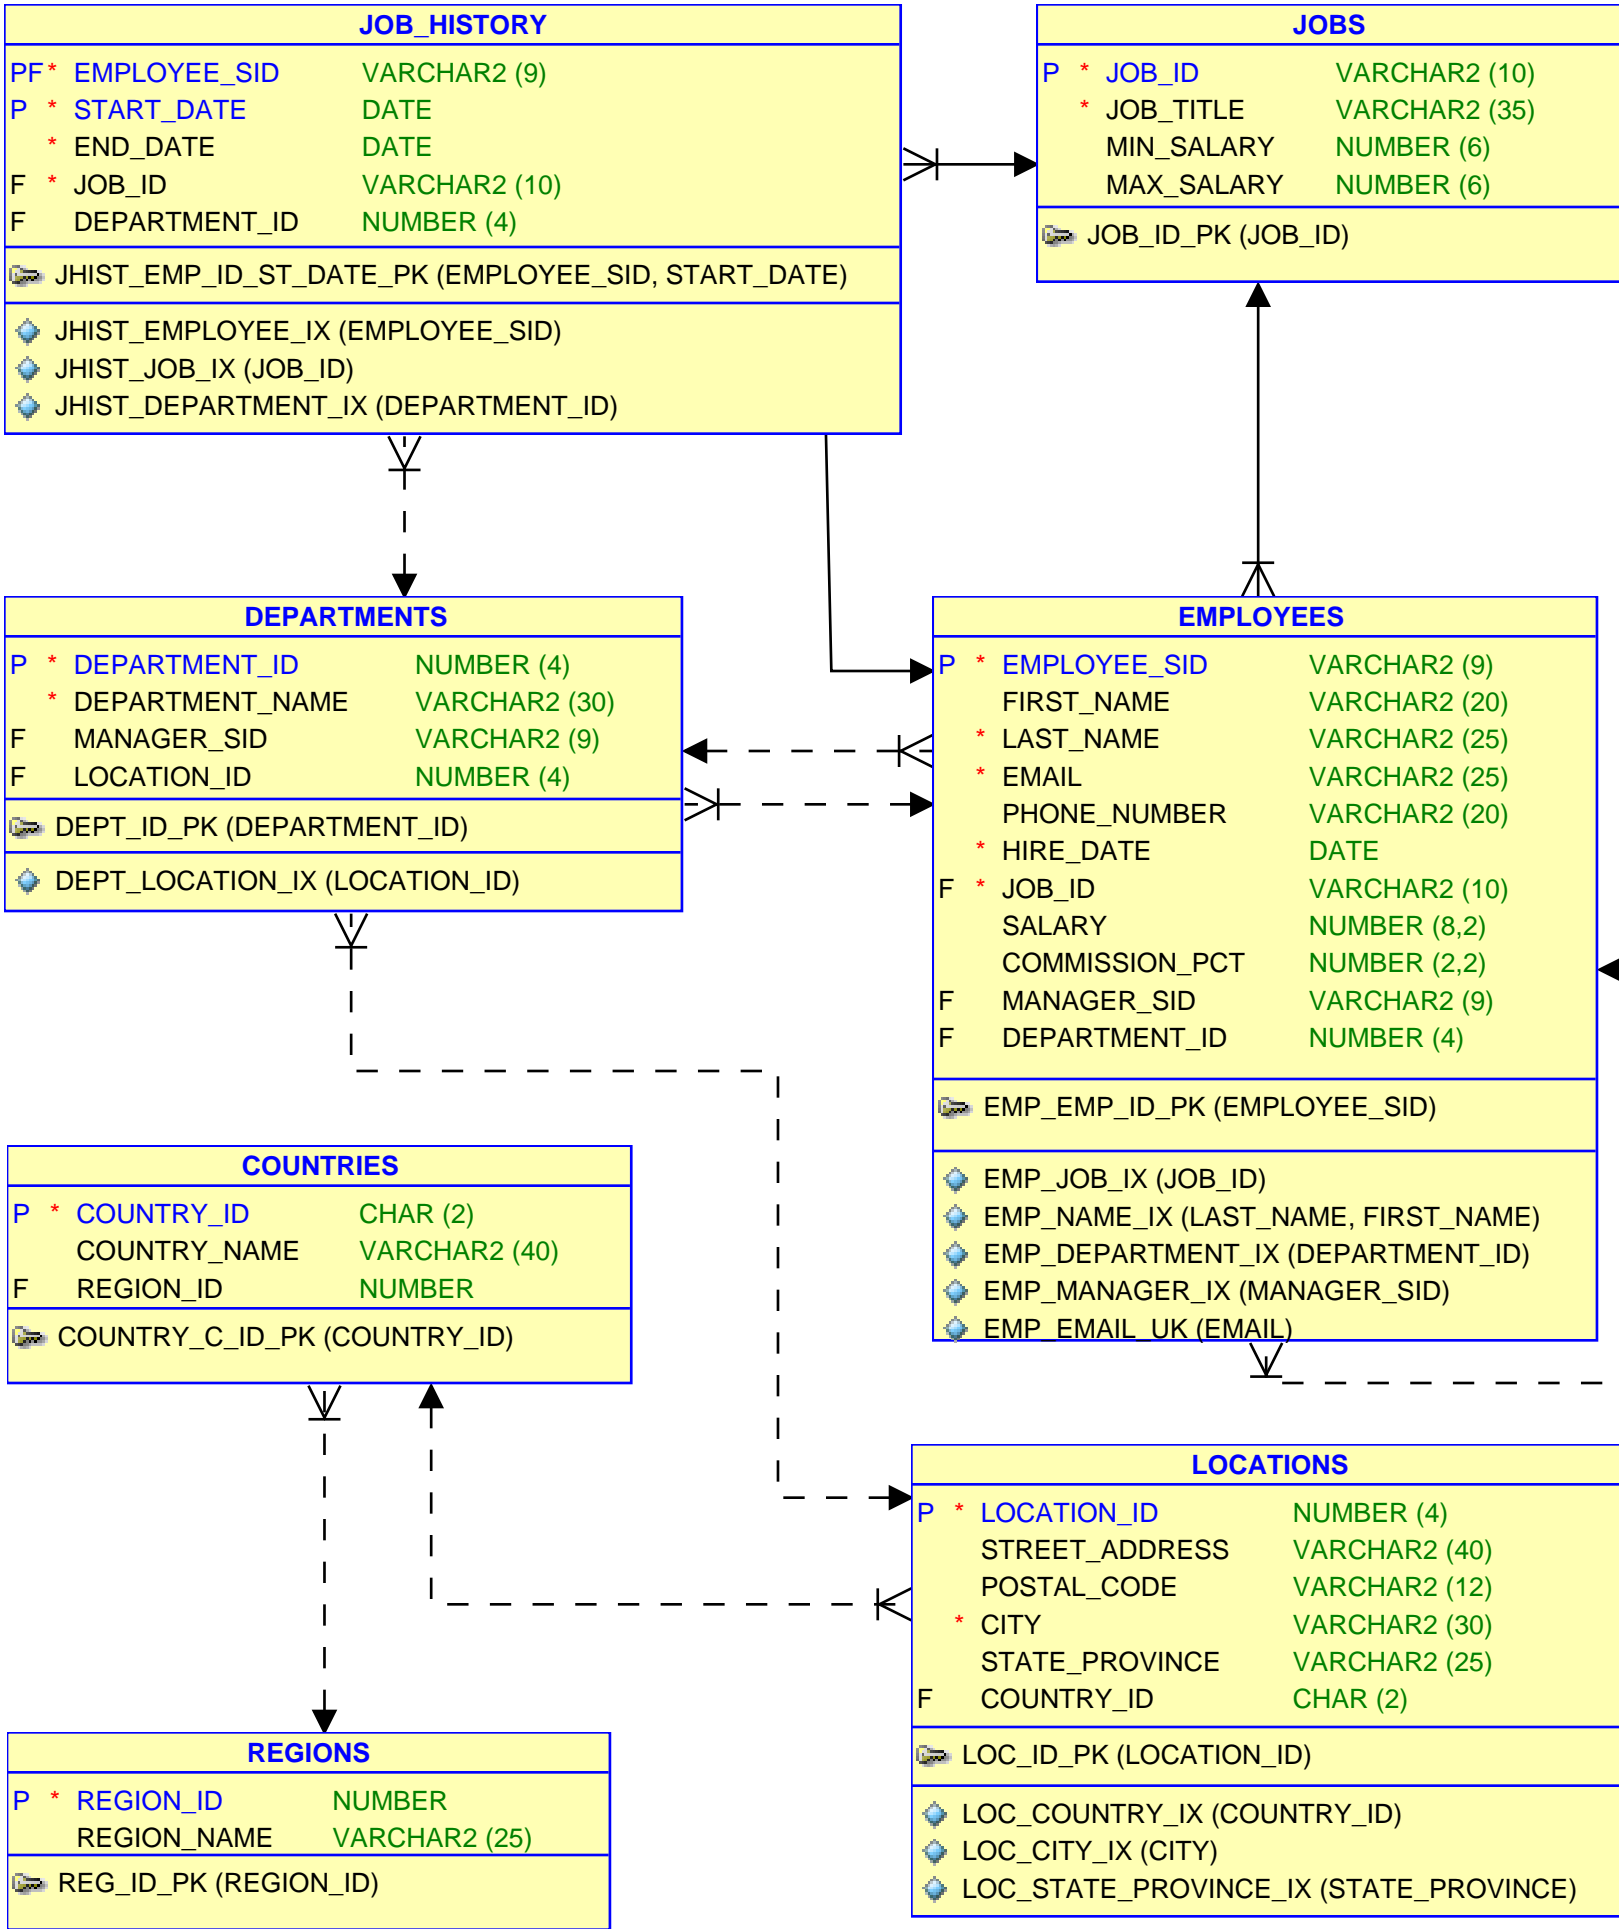 JOB_HISTORY
PF * EMPLOYEE_SID VARCHAR2 (9)
P * START_DATE DATE
* END_DATE DATE
F * JOB_ID VARCHAR2 (10)
F DEPARTMENT_ID NUMBER (4)
JHIST_EMP_ID_ST_DATE_PK (EMPLOYEE_SID, START_DATE)
JHIST_EMPLOYEE_IX (EMPLOYEE_SID)
JHIST_JOB_IX (JOB_ID)
JHIST_DEPARTMENT_IX (DEPARTMENT_ID)
JOBS
P * JOB_ID VARCHAR2 (10)
* JOB_TITLE VARCHAR2 (35)
MIN_SALARY NUMBER (6)
MAX_SALARY NUMBER (6)
JOB_ID_PK (JOB_ID)
DEPARTMENTS
P * DEPARTMENT_ID NUMBER (4)
* DEPARTMENT_NAME VARCHAR2 (30)
F MANAGER_SID VARCHAR2 (9)
F LOCATION_ID NUMBER (4)
DEPT_ID_PK (DEPARTMENT_ID)
DEPT_LOCATION_IX (LOCATION_ID)
EMPLOYEES
P * EMPLOYEE_SID VARCHAR2 (9)
FIRST_NAME VARCHAR2 (20)
* LAST_NAME VARCHAR2 (25)
* EMAIL VARCHAR2 (25)
PHONE_NUMBER VARCHAR2 (20)
* HIRE_DATE DATE
F * JOB_ID VARCHAR2 (10)
SALARY NUMBER (8,2)
COMMISSION_PCT NUMBER (2,2)
F MANAGER_SID VARCHAR2 (9)
F DEPARTMENT_ID NUMBER (4)
EMP_EMP_ID_PK (EMPLOYEE_SID)
EMP_JOB_IX (JOB_ID)
EMP_NAME_IX (LAST_NAME, FIRST_NAME)
EMP_DEPARTMENT_IX (DEPARTMENT_ID)
EMP_MANAGER_IX (MANAGER_SID)
EMP_EMAIL_UK (EMAIL)
COUNTRIES
P * COUNTRY_ID CHAR (2)
COUNTRY_NAME VARCHAR2 (40)
F REGION_ID NUMBER
COUNTRY_C_ID_PK (COUNTRY_ID)
LOCATIONS
P * LOCATION_ID NUMBER (4)
STREET_ADDRESS VARCHAR2 (40)
POSTAL_CODE VARCHAR2 (12)
* CITY VARCHAR2 (30)
STATE_PROVINCE VARCHAR2 (25)
F COUNTRY_ID CHAR (2)
LOC_ID_PK (LOCATION_ID)
LOC_COUNTRY_IX (COUNTRY_ID)
LOC_CITY_IX (CITY)
LOC_STATE_PROVINCE_IX (STATE_PROVINCE)
REGIONS
P * REGION_ID NUMBER
REGION_NAME VARCHAR2 (25)
REG_ID_PK (REGION_ID)